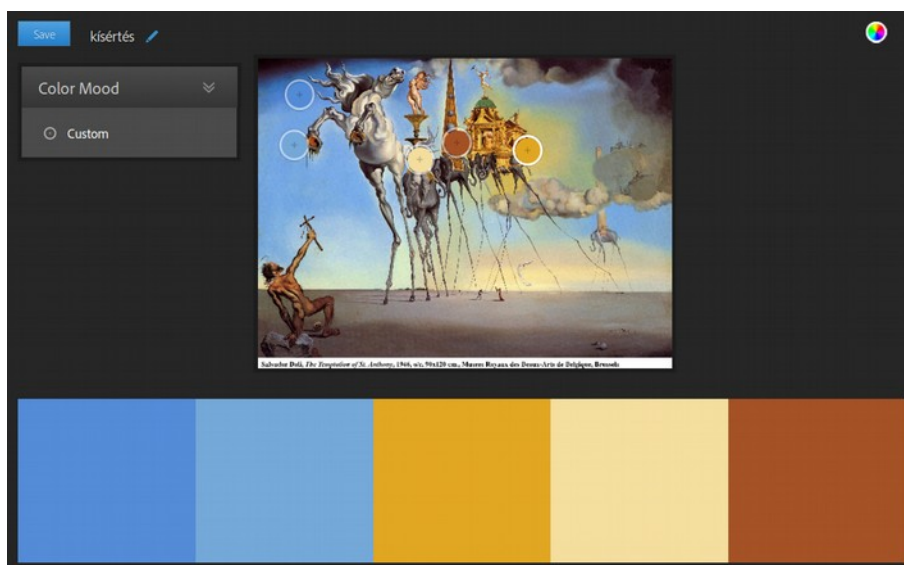 Save
kísértés
Color Mood
Custom
Salvador Dalí, The Temptation of St. Anthony, 1946, o/c, 90x120 cm., Musees Royaux des Beaux-Arts de Belgique, Brussels